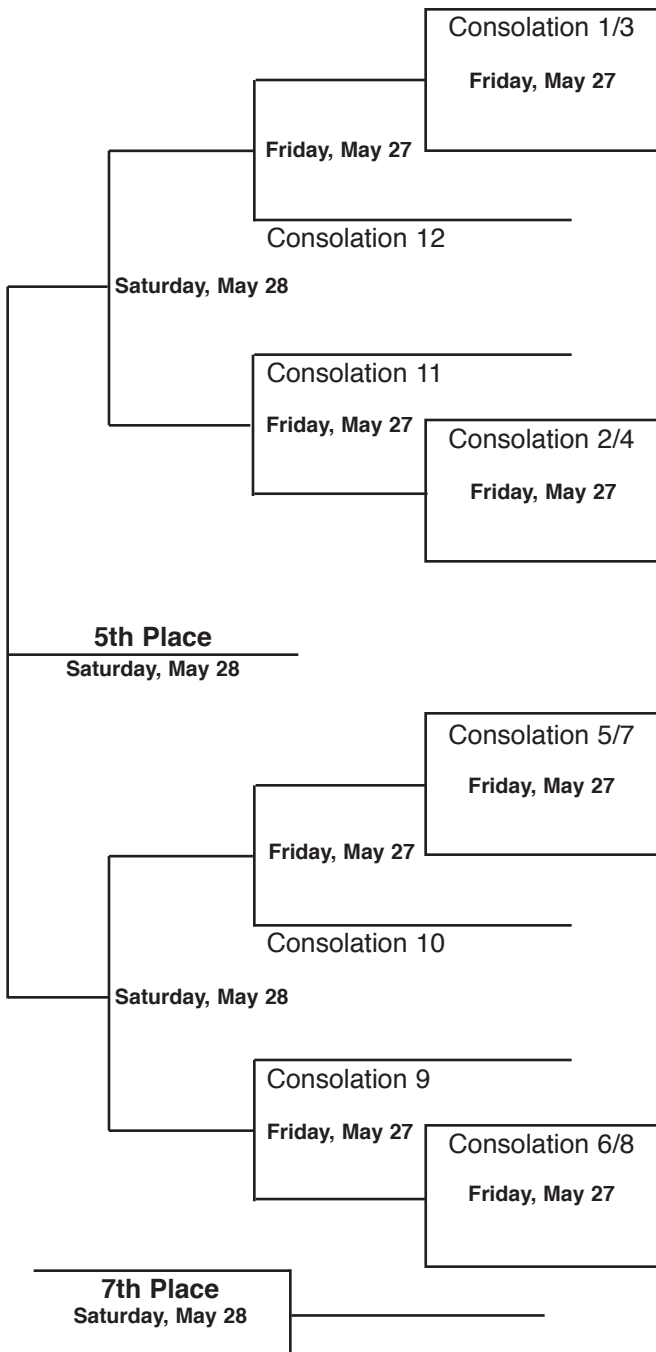 Consolation 1/3
Friday, May 27
Friday, May 27
Consolation 12
Saturday, May 28
Consolation 11
Friday, May 27
Consolation 2/4
Friday, May 27
5th Place
Saturday, May 28
Consolation 5/7
Friday, May 27
Friday, May 27
Consolation 10
Saturday, May 28
Consolation 9
Friday, May 27
Consolation 6/8
Friday, May 27
7th Place
Saturday, May 28